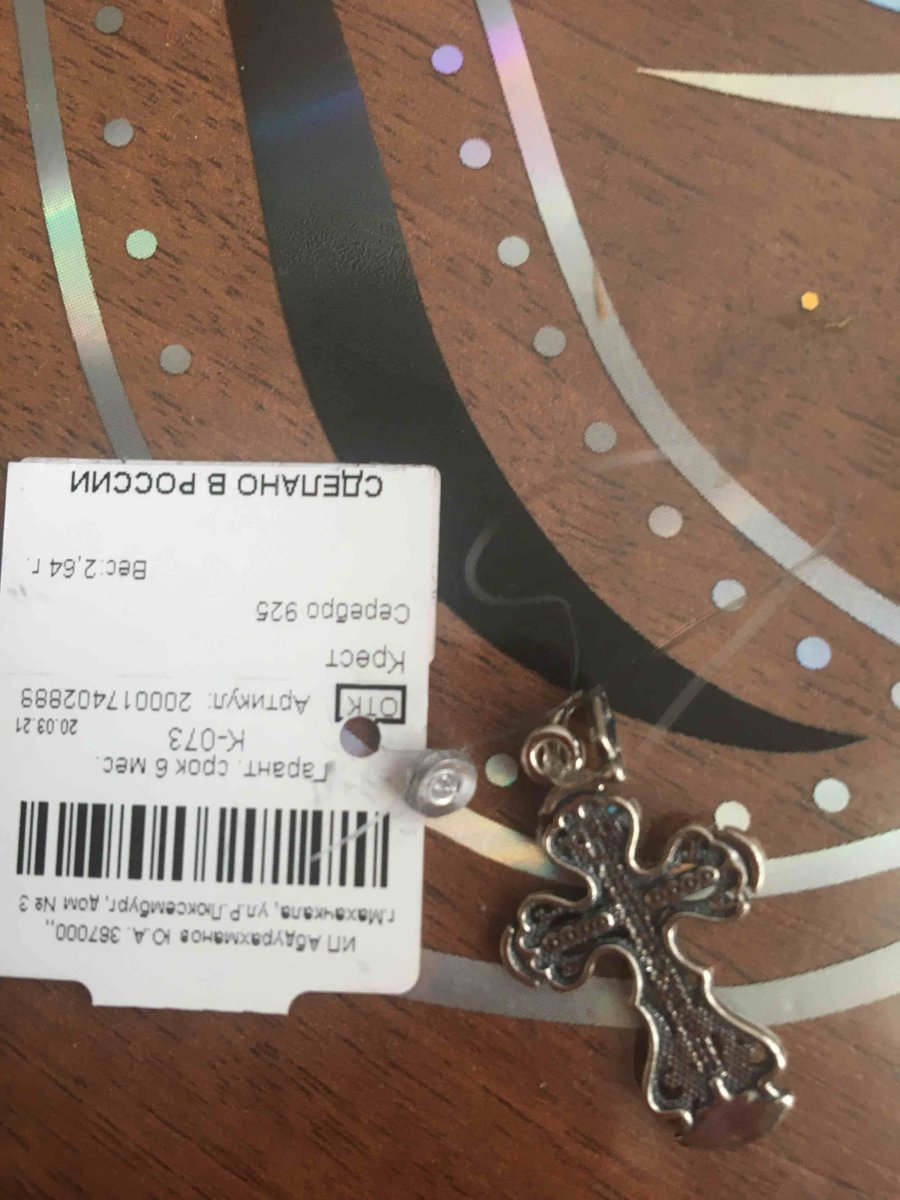 ИП Абдурахманов Ю.А. 367000,,
г.Махачкала, ул.Р.Люксембург, дом № 3
Гарант. срок 6 мес.
К-073
20.03.21
ОТК Артикул: 200017402889
Крест
Серебро 925
Вес:2,64 г.
СДЕЛАНО В РОССИИ